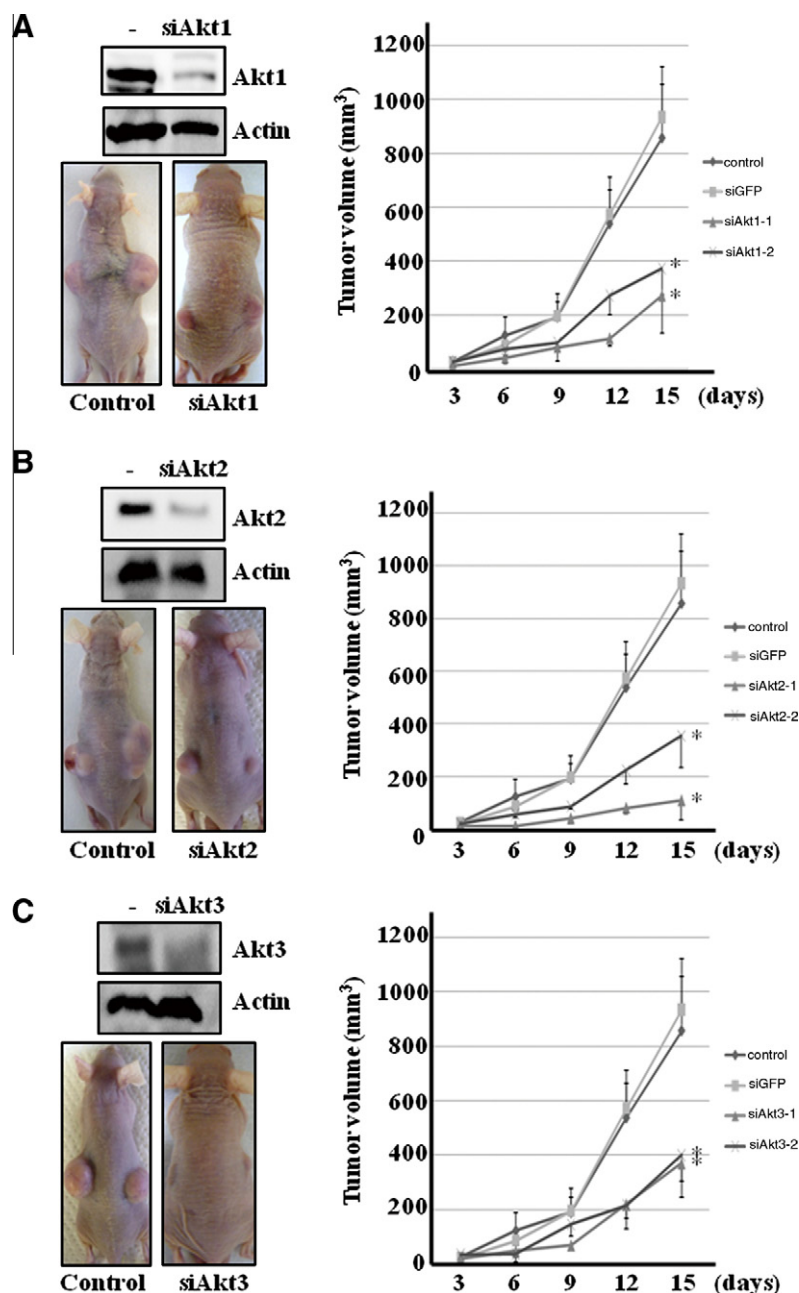 A
- siAkt1
Akt1
Actin
Control siAkt1
Tumor volume (mm3)
1200
1000
800
600
400
200
0
3 6 9 12 15 (days)
*
*
control
siGFP
siAkt1-1
siAkt1-2
B
- siAkt2
Akt2
Actin
Control siAkt2
Tumor volume (mm3)
1200
1000
800
600
400
200
0
3 6 9 12 15 (days)
*
*
control
siGFP
siAkt2-1
siAkt2-2
C
- siAkt3
Akt3
Actin
Control siAkt3
Tumor volume (mm3)
1200
1000
800
600
400
200
0
3 6 9 12 15 (days)
*
*
control
siGFP
siAkt3-1
siAkt3-2